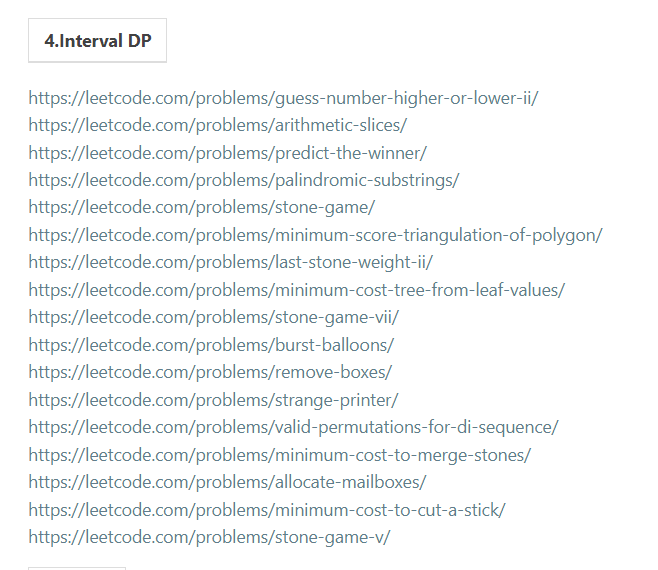 4.Interval DP
https://leetcode.com/problems/guess-number-higher-or-lower-ii/
https://leetcode.com/problems/arithmetic-slices/
https://leetcode.com/problems/predict-the-winner/
https://leetcode.com/problems/palindromic-substrings/
https://leetcode.com/problems/stone-game/
https://leetcode.com/problems/minimum-score-triangulation-of-polygon/
https://leetcode.com/problems/last-stone-weight-ii/
https://leetcode.com/problems/minimum-cost-tree-from-leaf-values/
https://leetcode.com/problems/stone-game-vii/
https://leetcode.com/problems/burst-balloons/
https://leetcode.com/problems/remove-boxes/
https://leetcode.com/problems/strange-printer/
https://leetcode.com/problems/valid-permutations-for-di-sequence/
https://leetcode.com/problems/minimum-cost-to-merge-stones/
https://leetcode.com/problems/allocate-mailboxes/
https://leetcode.com/problems/minimum-cost-to-cut-a-stick/
https://leetcode.com/problems/stone-game-v/